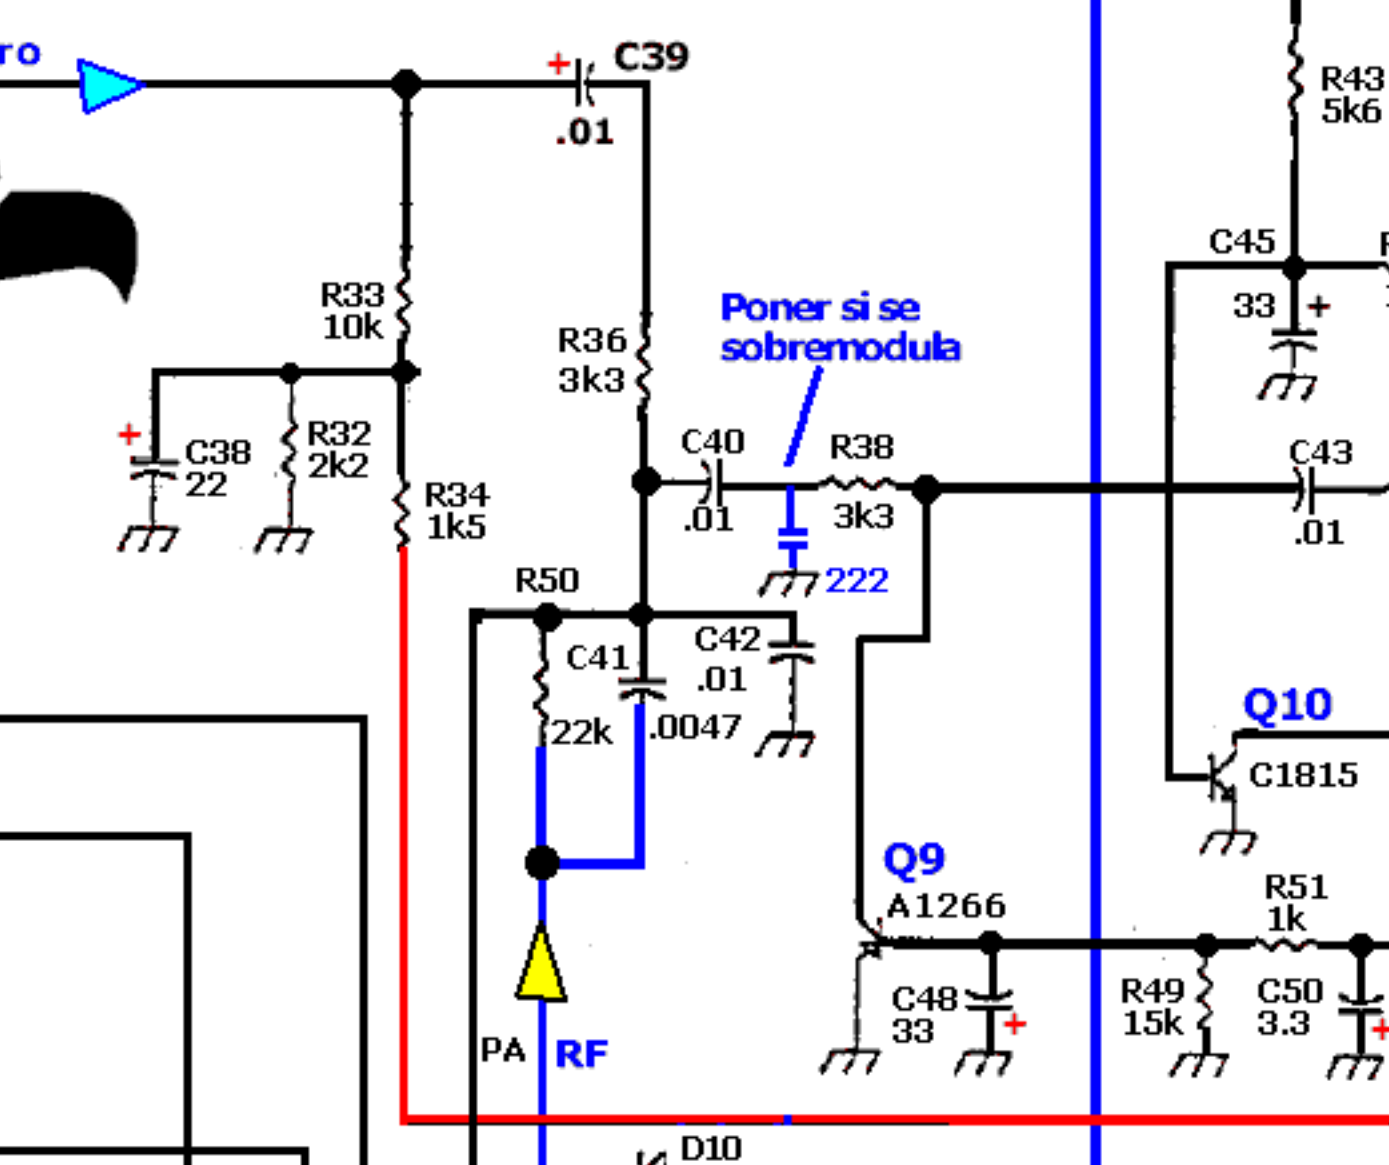 ro
+ C39
.01
R43
5k6
C45
33 +
R33
10k
Poner si se
sobremodula
R36
3k3
+
C38
22
R32
2k2
R34
1k5
C40
.01
R38
3k3
C43
.01
222
R50
22k
C41
.0047
C42
.01
Q10
C1815
Q9
A1266
R51
1k
C48
33
+
R49
15k
C50
3.3
+
PA RF
D10